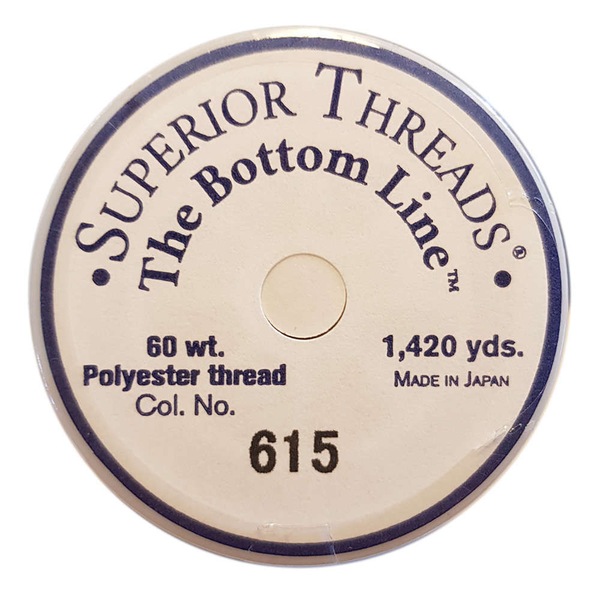 • SUPERIOR THREADS® •
The Bottom Line™
60 wt.
Polyester thread
Col. No.
1,420 yds.
MADE IN JAPAN
615